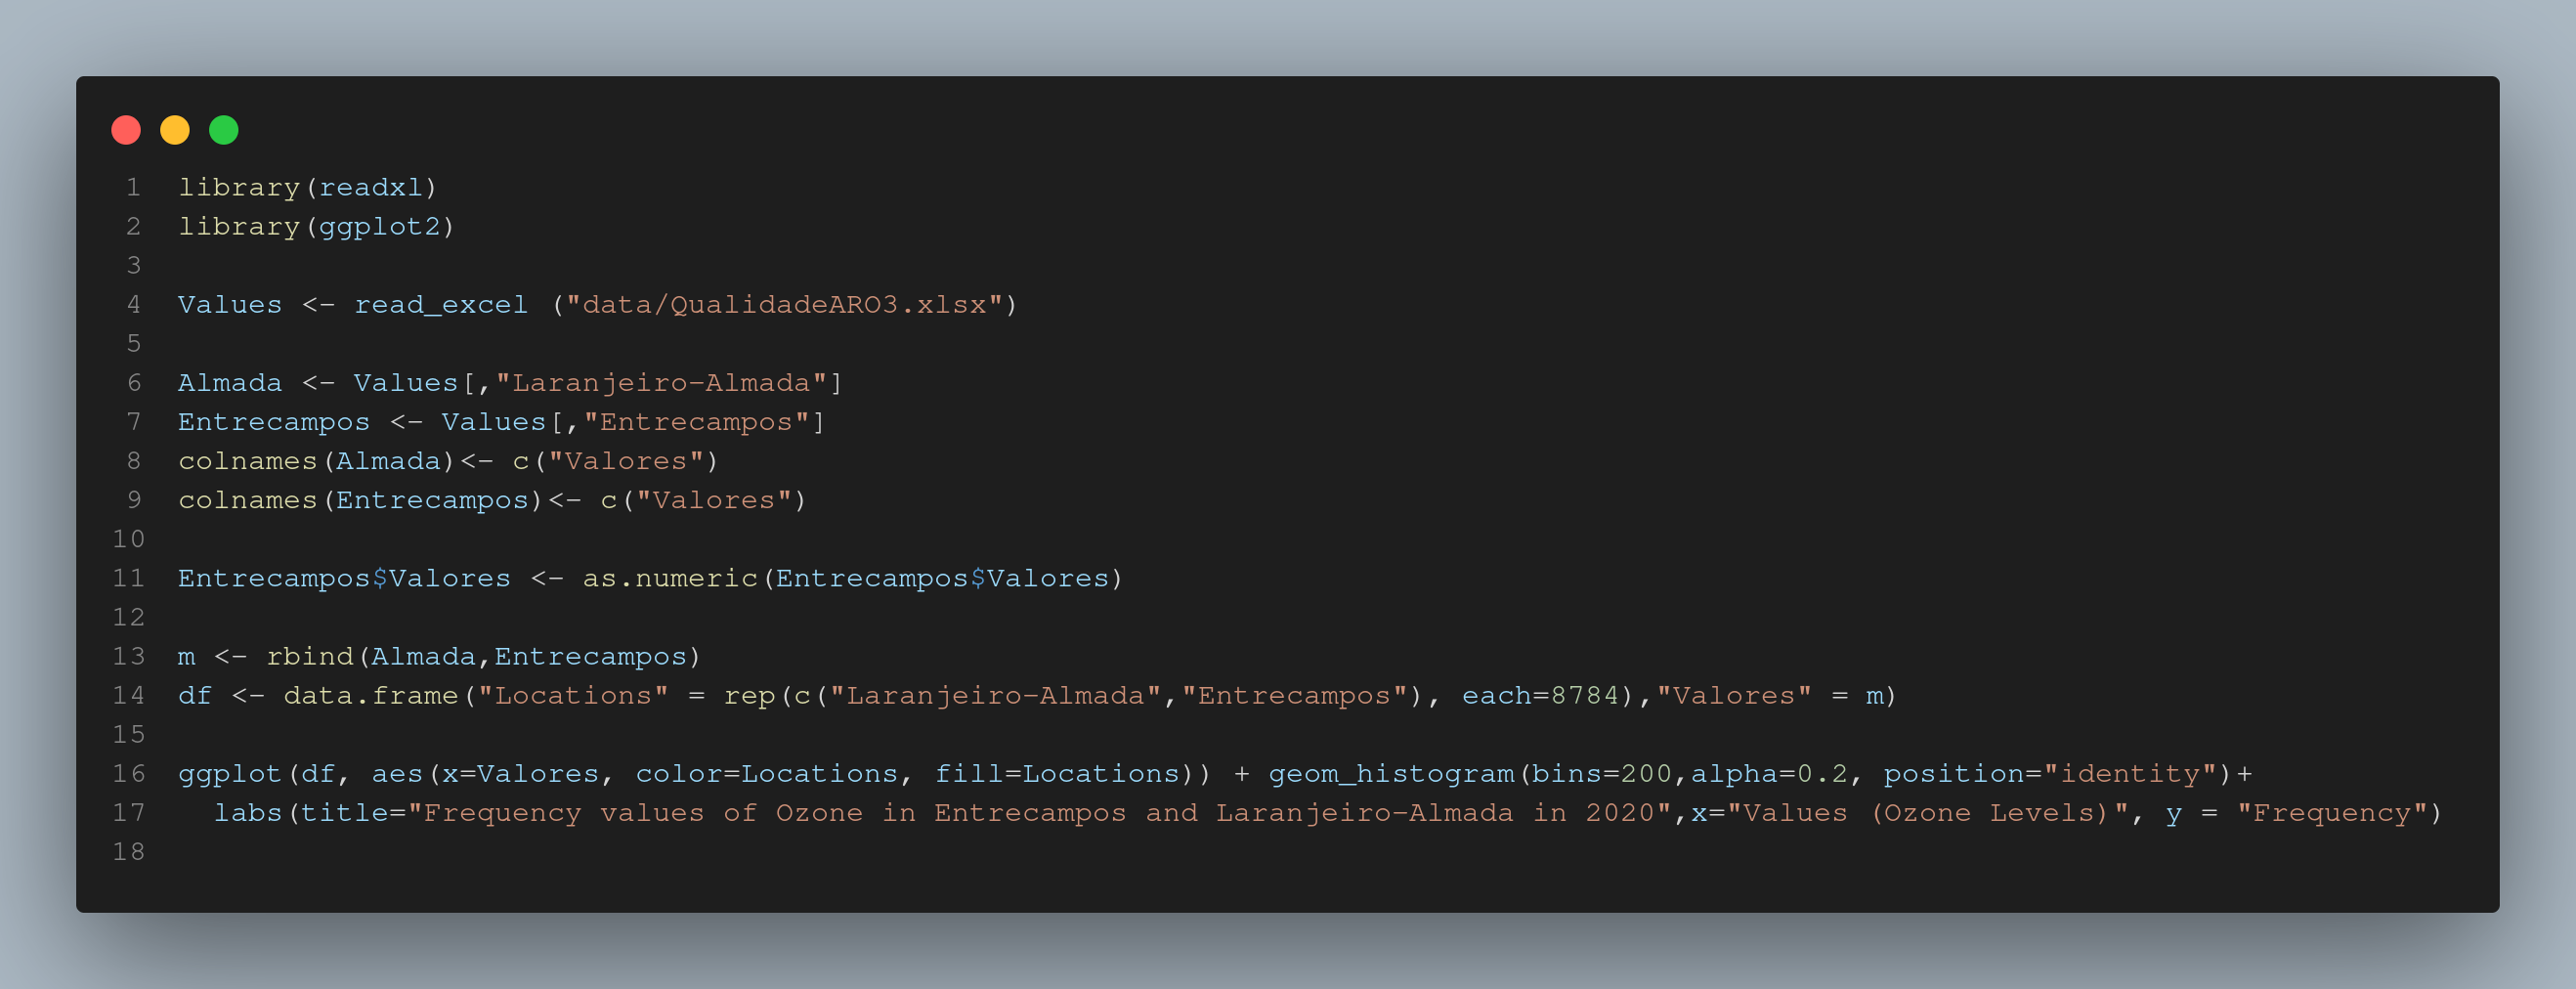 1 library(readxl)
2 library(ggplot2)
3
4 Values <- read_excel ("data/QualidadeARO3.xlsx")
5
6 Almada <- Values[,"Laranjeiro-Almada"]
7 Entrecampos <- Values[,"Entrecampos"]
8 colnames(Almada)<- c("Valores")
9 colnames(Entrecampos)<- c("Valores")
10
11 Entrecampos$Valores <- as.numeric(Entrecampos$Valores)
12
13 m <- rbind(Almada,Entrecampos)
14 df <- data.frame("Locations" = rep(c("Laranjeiro-Almada","Entrecampos"), each=8784),"Valores" = m)
15
16 ggplot(df, aes(x=Valores, color=Locations, fill=Locations)) + geom_histogram(bins=200,alpha=0.2, position="identity")+
17   labs(title="Frequency values of Ozone in Entrecampos and Laranjeiro-Almada in 2020",x="Values (Ozone Levels)", y = "Frequency")
18